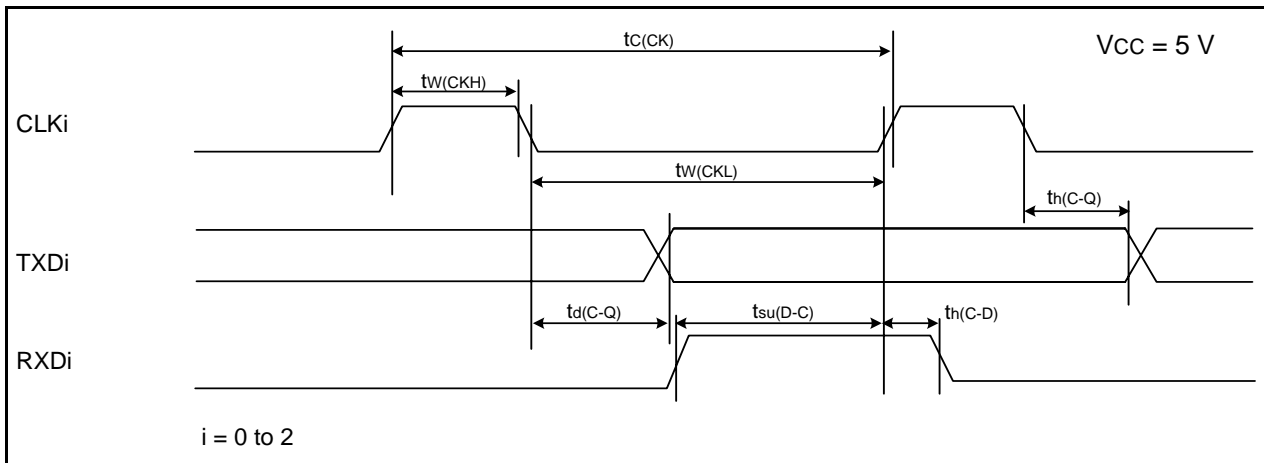 tC(CK)
VCC = 5 V
tW(CKH)
CLKi
tW(CKL)
th(C-Q)
TXDi
td(C-Q)
tsu(D-C)
th(C-D)
RXDi
i = 0 to 2